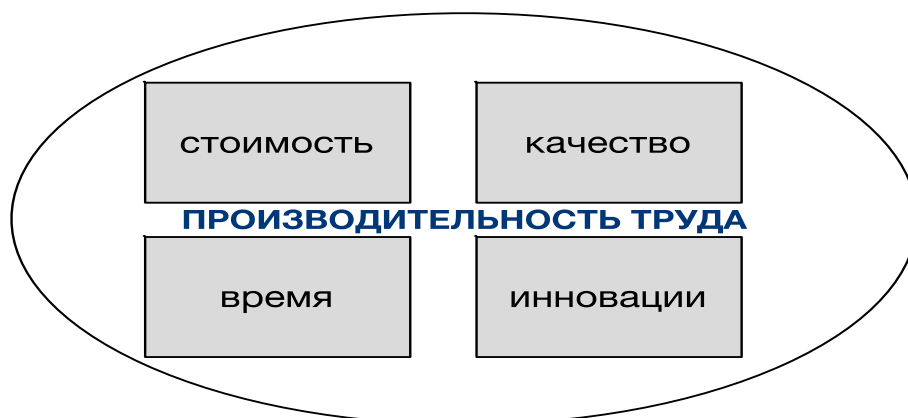 стоимость
качество
ПРОИЗВОДИТЕЛЬНОСТЬ ТРУДА
время
инновации